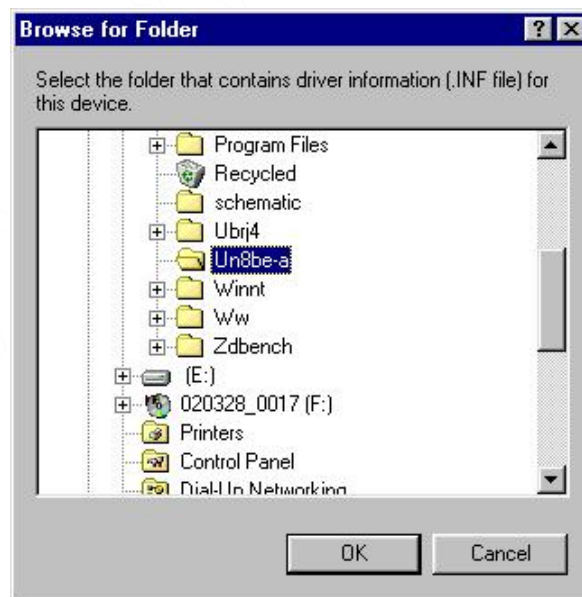 Browse for Folder
Select the folder that contains driver information (.INF file) for
this device.
Program Files
Recycled
schematic
Ubrj4
Un8be-a
Winnt
Ww
Zdbench
(E:)
020328_0017 (F:)
Printers
Control Panel
Dial-Up Networking
OK Cancel